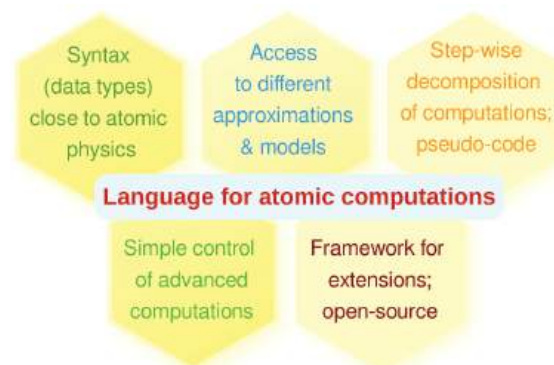 Syntax
(data types)
close to atomic
physics
Access
to different
approximations
& models
Step-wise
decomposition
of computations;
pseudo-code
Language for atomic computations
Simple control
of advanced
computations
Framework for
extensions;
open-source